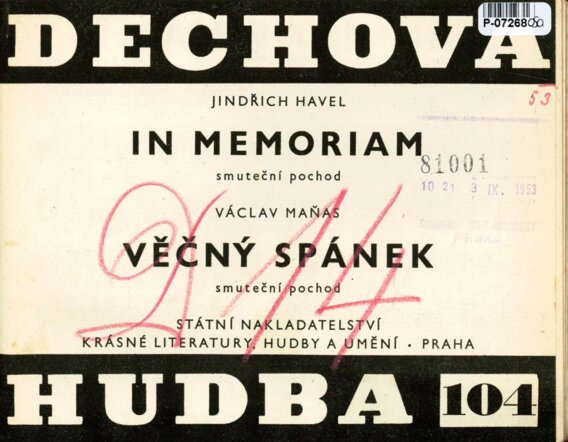 P-07268
DECHOVÁ
53
JINDŘICH HAVEL
IN MEMORIAM
smuteční pochod
81001
10 21 3 IX. 1953
VÁCLAV MAŇAS
VĚČNÝ SPÁNEK
smuteční pochod
214
STÁTNÍ NAKLADATELSTVÍ
KRÁSNÉ LITERATURY, HUDBY A UMĚNÍ · PRAHA
HUDBA 104